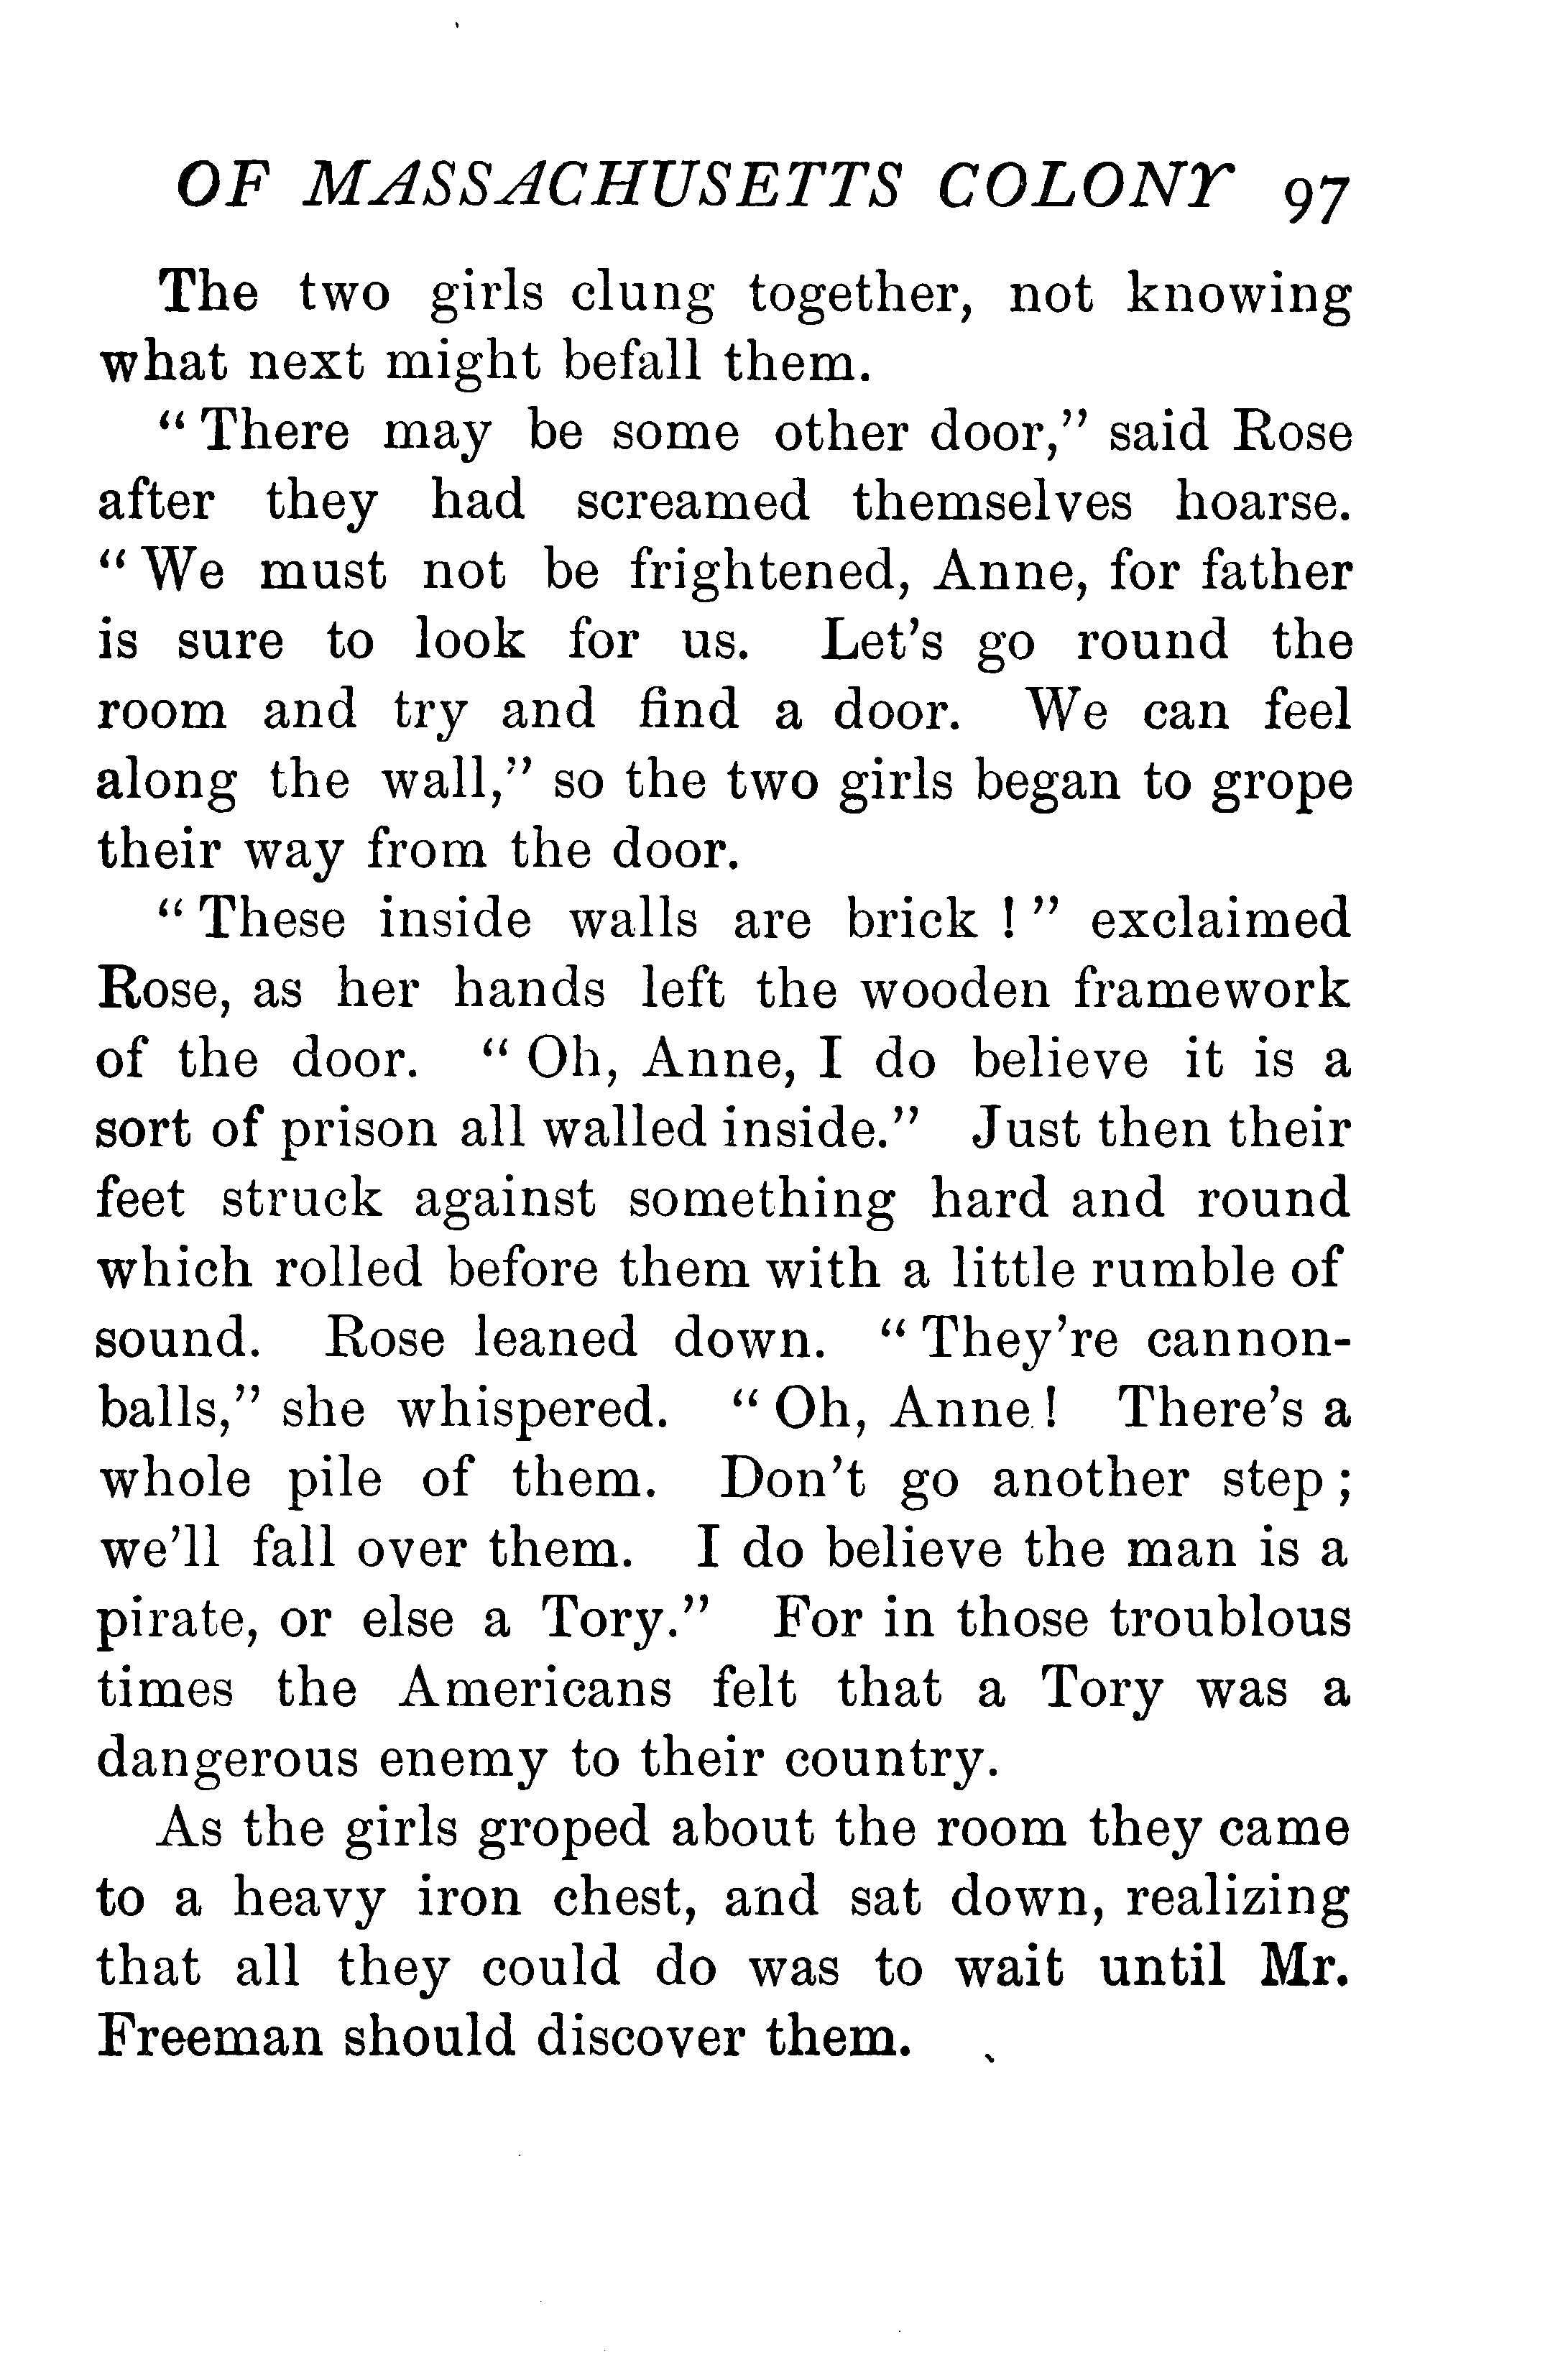 OF MASSACHUSETTS COLONY 97
The two girls clung together, not knowing
what next might befall them.
“There may be some other door,” said Rose
after they had screamed themselves hoarse.
“We must not be frightened, Anne, for father
is sure to look for us. Let’s go round the
room and try and find a door. We can feel
along the wall,” so the two girls began to grope
their way from the door.
“These inside walls are brick!” exclaimed
Rose, as her hands left the wooden framework
of the door. “Oh, Anne, I do believe it is a
sort of prison all walled inside.” Just then their
feet struck against something hard and round
which rolled before them with a little rumble of
sound. Rose leaned down. “They’re cannon-
balls,” she whispered. “Oh, Anne! There’s a
whole pile of them. Don’t go another step;
we’ll fall over them. I do believe the man is a
pirate, or else a Tory.” For in those troublous
times the Americans felt that a Tory was a
dangerous enemy to their country.
As the girls groped about the room they came
to a heavy iron chest, and sat down, realizing
that all they could do was to wait until Mr.
Freeman should discover them.